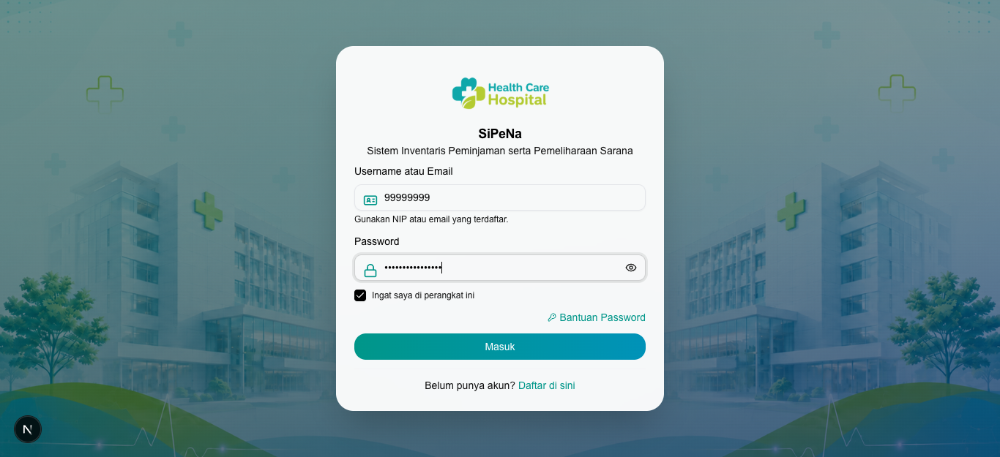 Health Care
Hospital
SiPeNa
Sistem Inventaris Peminjaman serta Pemeliharaan Sarana
Username atau Email
99999999
Gunakan NIP atau email yang terdaftar.
Password
••••••••••••••••
Ingat saya di perangkat ini
Bantuan Password
Masuk
Belum punya akun? Daftar di sini
N